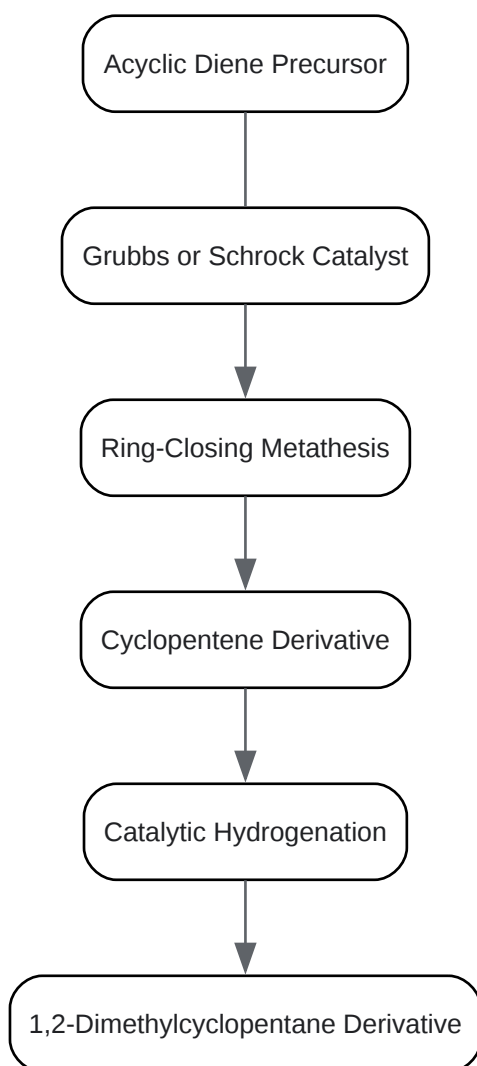 Acyclic Diene Precursor
Grubbs or Schrock Catalyst
Ring-Closing Metathesis
Cyclopentene Derivative
Catalytic Hydrogenation
1,2-Dimethylcyclopentane Derivative